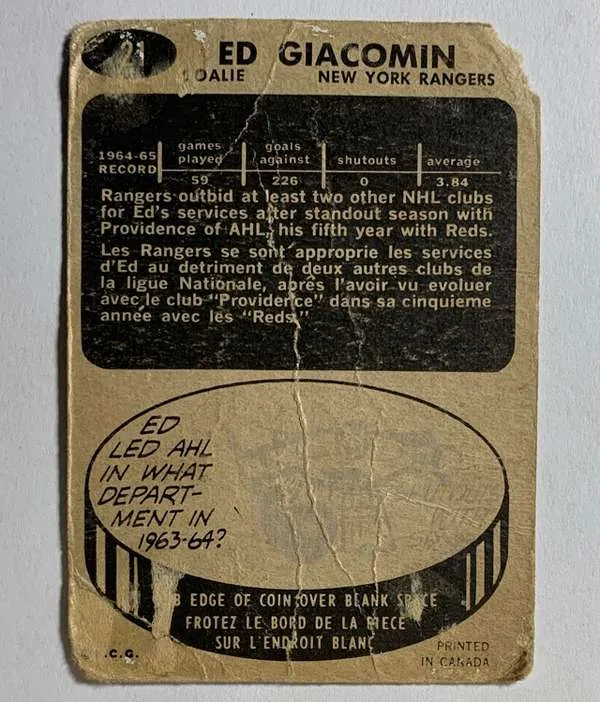 1
ED GIACOMIN
OALIE NEW YORK RANGERS
1964-65 RECORD games played goals against shutouts average
59 226 0 3.84
Rangers outbid at least two other NHL clubs
for Ed's services after standout season with
Providence of AHL, his fifth year with Reds.
Les Rangers se sont approprie les services
d'Ed au detriment de deux autres clubs de
la ligue Nationale, aprês l'avoir vu evoluer
avec le club "Providence" dans sa cinquieme
année avec les "Reds."
ED
LED AHL
IN WHAT
DEPART-
MENT IN
1963-64?
B EDGE OF COIN OVER BLANK SPACE
FROTEZ LE BORD DE LA PIECE
SUR L'ENDROIT BLANC
.C.G.
PRINTED
IN CANADA